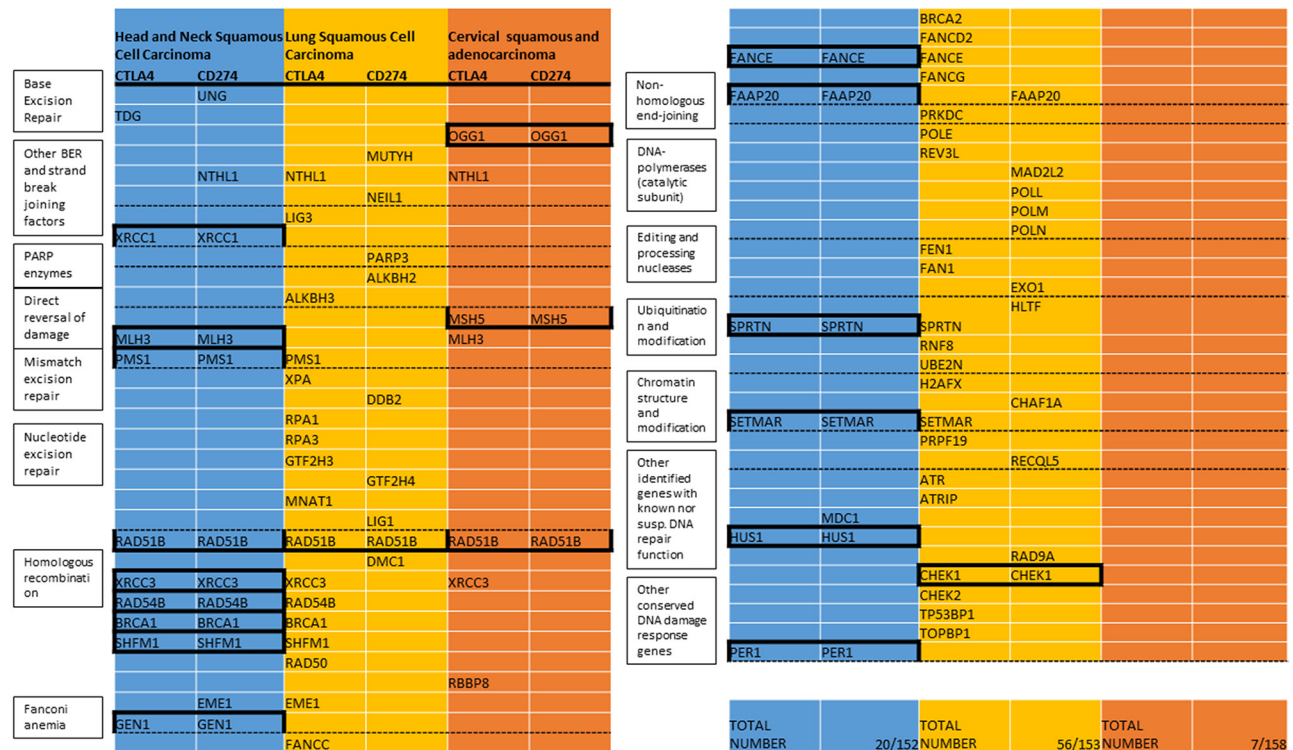 Head and Neck Squamous Cell Carcinoma
Lung Squamous Cell Carcinoma
Cervical squamous and adenocarcinoma
CTLA4 CD274 CTLA4 CD274 CTLA4 CD274
Base
Excision
Repair
UNG
TDG
OGG1 OGG1
Other BER
and strand
break
joining
factors
MUTYH
NTHL1 NTHL1 NTHL1
NEIL1
LIG3
XRCC1 XRCC1
PARP
enzymes
PARP3
ALKBH2
Direct
reversal of
damage
ALKBH3
MSH5 MSH5
MLH3 MLH3 MLH3
Mismatch
excision
repair
PMS1 PMS1 PMS1
XPA
DDB2
RPA1
Nucleotide
excision
repair
RPA3
GTF2H3
GTF2H4
MNAT1
LIG1
RAD51B RAD51B RAD51B RAD51B RAD51B RAD51B
Homologous
recombinati
on
DMC1
XRCC3 XRCC3 XRCC3 XRCC3
RAD54B RAD54B RAD54B
BRCA1 BRCA1 BRCA1
SHFM1 SHFM1 SHFM1
RAD50
RBBP8
Fanconi
anemia
EME1 EME1
GEN1 GEN1
FANCC
BRCA2
FANCD2
FANCE FANCE FANCE
FANCG
Non-
homologous
end-joining
FAAP20 FAAP20 FAAP20
PRKDC
POLE
DNA-
polymerases
(catalytic
subunit)
REV3L
MAD2L2
POLL
POLM
POLN
Editing and
processing
nucleases
FEN1
FAN1
EXO1
HLTF
Ubiquitinatio
n and
modification
SPRTN SPRTN SPRTN
RNF8
UBE2N
H2AFX
Chromatin
structure
and
modification
CHAF1A
SETMAR SETMAR SETMAR
PRPF19
RECQL5
Other
identified
genes with
known nor
susp. DNA
repair
function
ATR
ATRIP
MDC1
HUS1 HUS1
RAD9A
CHEK1 CHEK1
Other
conserved
DNA damage
response
genes
CHEK2
TP53BP1
TOPBP1
PER1 PER1
TOTAL NUMBER 20/152
TOTAL NUMBER 56/153
TOTAL NUMBER 7/158